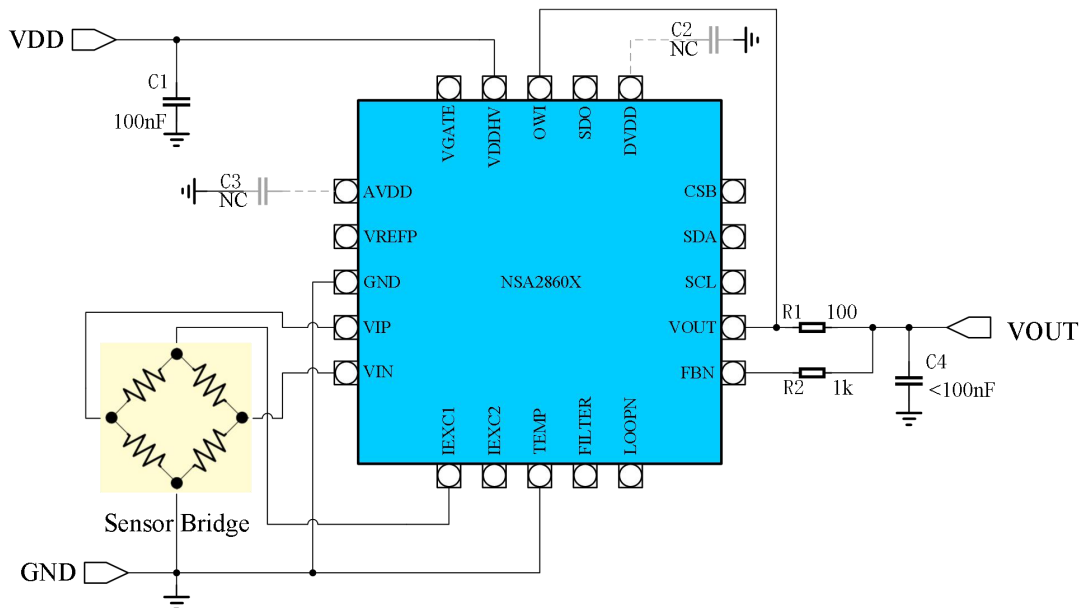 VDD
C1
100nF
C2
NC
C3
NC
VGATE
VDDHV
OWI
SDO
DVDD
AVDD
VREFP
GND
VIP
VIN
NSA2860X
CSB
SDA
SCL
VOUT
FBN
IEXC1
IEXC2
TEMP
FILTER
LOOPN
R1 100
R2 1k
VOUT
C4
<100nF
Sensor Bridge
GND